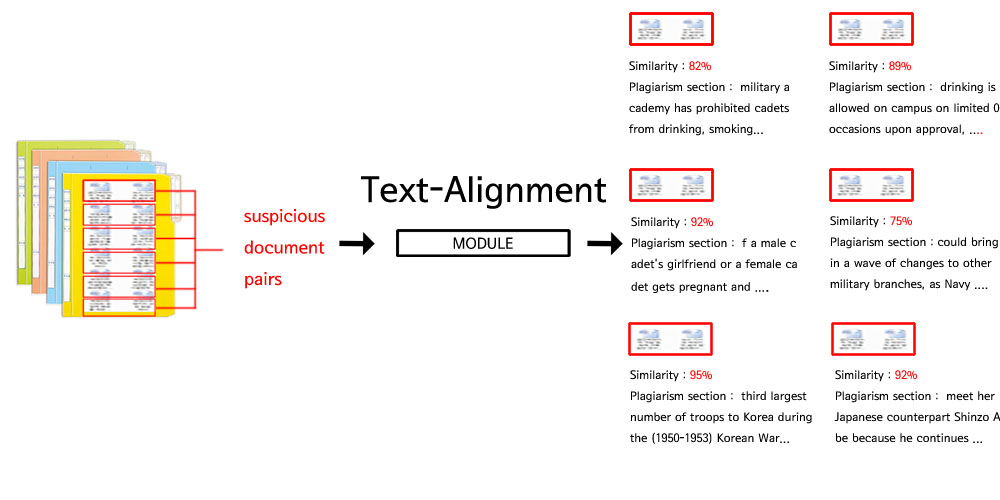 suspicious
document
pairs
Text-Alignment
MODULE
Similarity : 82%
Plagiarism section : military a
cademy has prohibited cadets
from drinking, smoking...
Similarity : 89%
Plagiarism section : drinking is
allowed on campus on limited 0
occasions upon approval, ....
Similarity : 92%
Plagiarism section : f a male c
adet's girlfriend or a female ca
det gets pregnant and ....
Similarity : 75%
Plagiarism section : could bring
in a wave of changes to other
military branches, as Navy ....
Similarity : 95%
Plagiarism section : third largest
number of troops to Korea during
the (1950-1953) Korean War...
Similarity : 92%
Plagiarism section : meet her
Japanese counterpart Shinzo A
be because he continues ...